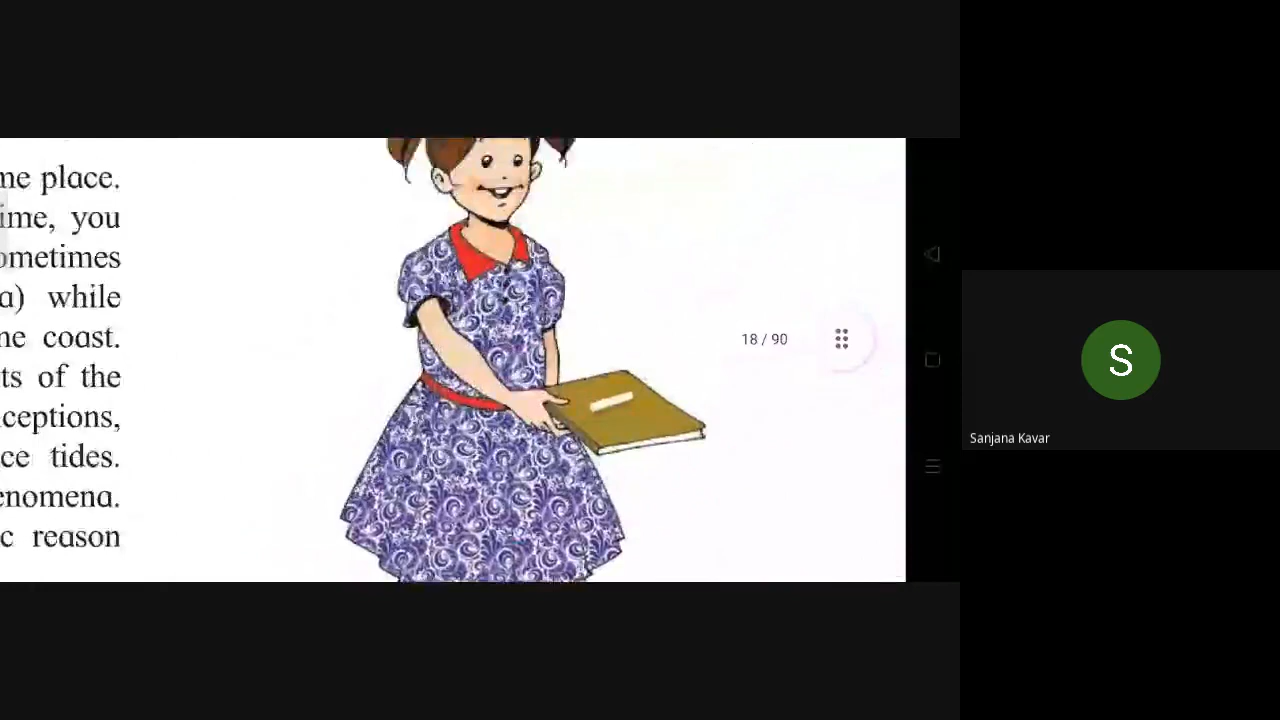 me place.
ime, you
ometimes
a) while
ne coast.
ts of the
ceptions,
ce tides.
enomena.
c reason
18 / 90
S
Sanjana Kavar